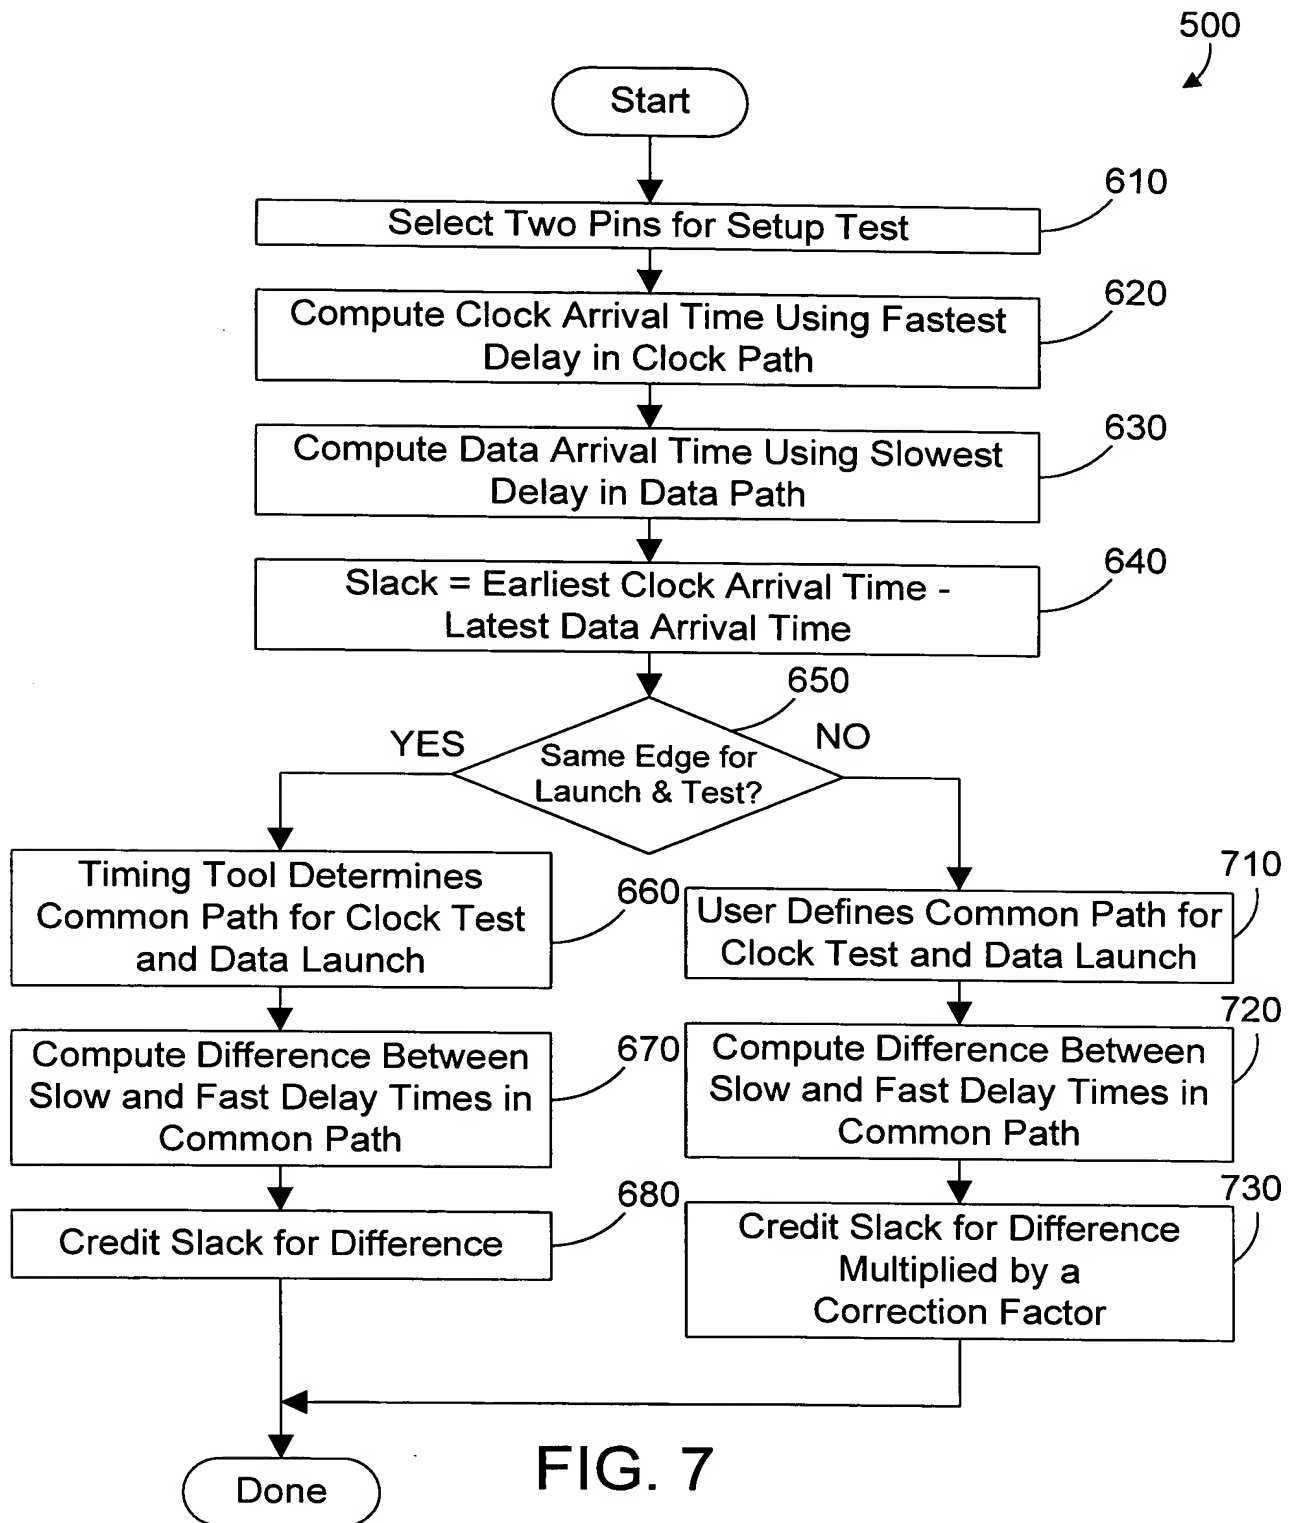 500
Start
610
Select Two Pins for Setup Test
620
Compute Clock Arrival Time Using Fastest
Delay in Clock Path
630
Compute Data Arrival Time Using Slowest
Delay in Data Path
640
Slack = Earliest Clock Arrival Time -
Latest Data Arrival Time
650
YES
NO
Same Edge for
Launch & Test?
Timing Tool Determines
Common Path for Clock Test
and Data Launch
660
710
User Defines Common Path for
Clock Test and Data Launch
Compute Difference Between
Slow and Fast Delay Times in
Common Path
670
720
Compute Difference Between
Slow and Fast Delay Times in
Common Path
680
Credit Slack for Difference
730
Credit Slack for Difference
Multiplied by a
Correction Factor
Done
FIG. 7